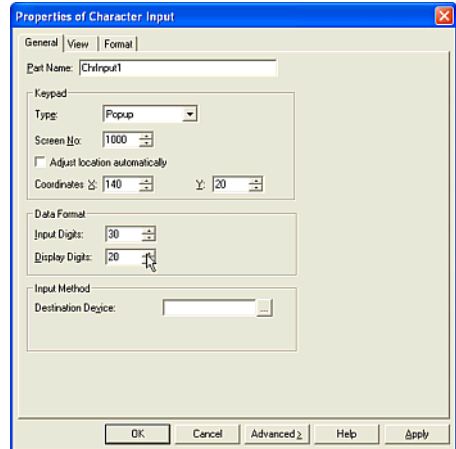 Properties of Character Input
General View Format
Part Name: ChrInput1
Keypad
Type: Popup
Screen No: 1000
Adjust location automatically
Coordinates X: 140 Y: 20
Data Format
Input Digits: 30
Display Digits: 20
Input Method
Destination Device: ...
OK Cancel Advanced > Help Apply